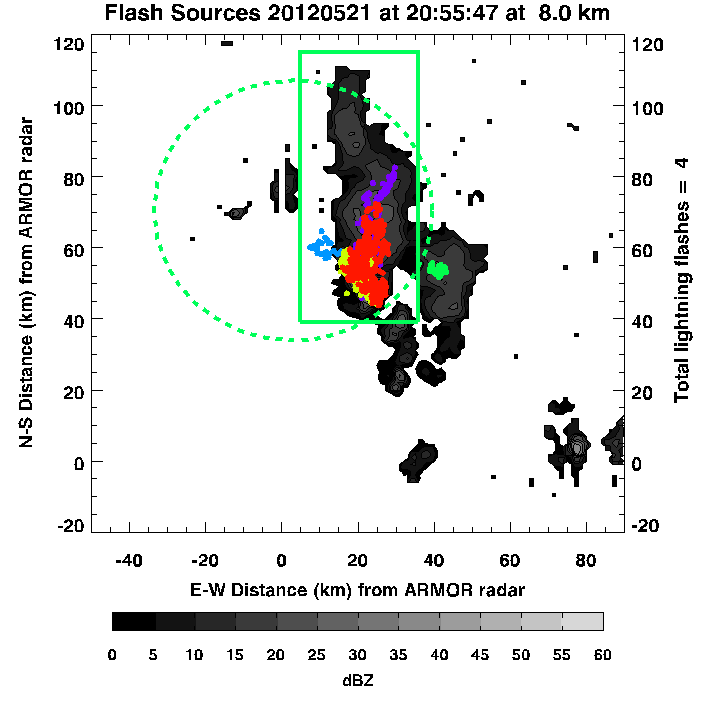 Flash Sources 20120521 at 20:55:47 at  8.0 km
120
100
80
60
40
20
0
-20
N-S Distance (km) from ARMOR radar
120
100
80
60
40
20
0
-20
Total lightning flashes =  4
-40 -20 0 20 40 60 80
E-W Distance (km) from ARMOR radar
0 5 10 15 20 25 30 35 40 45 50 55 60
dBZ